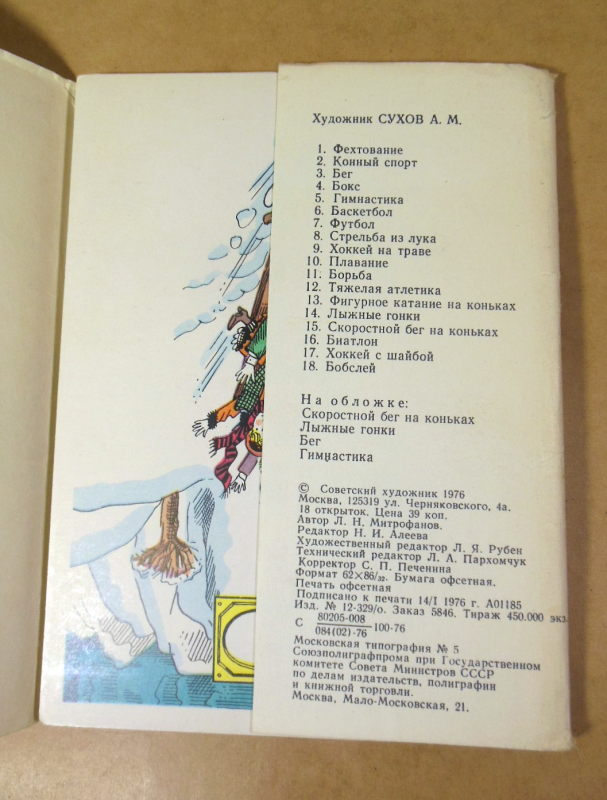 Художник СУХОВ А. М.
1. Фехтование
2. Конный спорт
3. Бег
4. Бокс
5. Гимнастика
6. Баскетбол
7. Футбол
8. Стрельба из лука
9. Хоккей на траве
10. Плавание
11. Борьба
12. Тяжелая атлетика
13. Фигурное катание на коньках
14. Лыжные гонки
15. Скоростной бег на коньках
16. Биатлон
17. Хоккей с шайбой
18. Бобслей
На обложке:
Скоростной бег на коньках
Лыжные гонки
Бег
Гимнастика
© Советский художник 1976
Москва, 125319 ул. Черняховского, 4а.
18 открыток. Цена 39 коп.
Автор Л. Н. Митрофанов.
Редактор Н. И. Алеева
Художественный редактор Л. Я. Рубен
Технический редактор Л. А. Пархомчук
Корректор С. П. Печенина
Формат 62×86/32. Бумага офсетная.
Печать офсетная
Подписано к печати 14/I 1976 г. А01185
Изд. № 12-329/о. Заказ 5846. Тираж 450.000 экз.
С 80205-008
084(02)-76 100-76
Московская типография № 5
Союзполиграфпрома при Государственном
комитете Совета Министров СССР
по делам издательств, полиграфии
и книжной торговли.
Москва, Мало-Московская, 21.